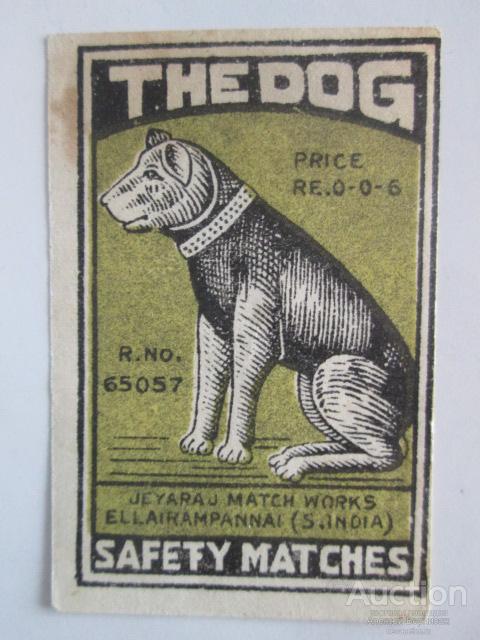 THE DOG
PRICE
RE.0-0-6
R.NO.
65057
JEYARAJ MATCH WORKS
ELLAIRAMPANNAI (S.INDIA)
SAFETY MATCHES
Auction